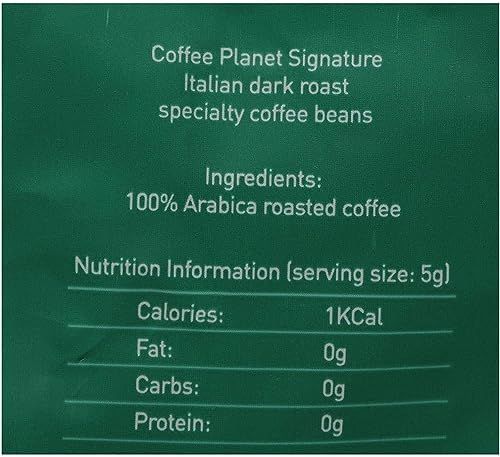 Coffee Planet Signature
Italian dark roast
specialty coffee beans
Ingredients:
100% Arabica roasted coffee
Nutrition Information (serving size: 5g)
Calories: 1KCal
Fat: 0g
Carbs: 0g
Protein: 0g